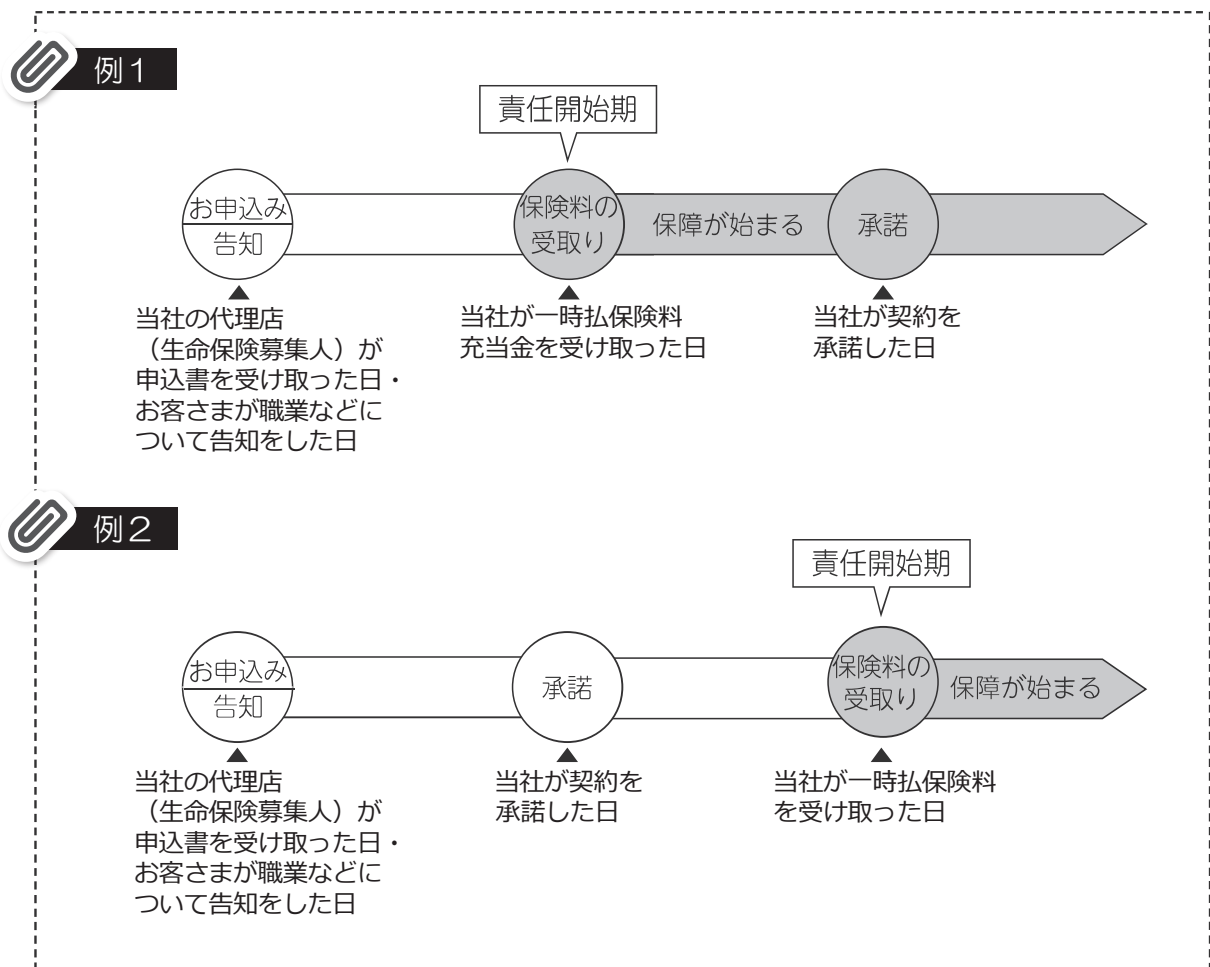 例1
責任開始期
お申込み
告知
保険料の
受取り
保障が始まる
承諾
当社の代理店
（生命保険募集人）が
申込書を受け取った日・
お客さまが職業などに
ついて告知をした日
当社が一時払保険料
充当金を受け取った日
当社が契約を
承諾した日
例2
責任開始期
お申込み
告知
承諾
保険料の
受取り
保障が始まる
当社の代理店
（生命保険募集人）が
申込書を受け取った日・
お客さまが職業などに
ついて告知をした日
当社が契約を
承諾した日
当社が一時払保険料
を受け取った日